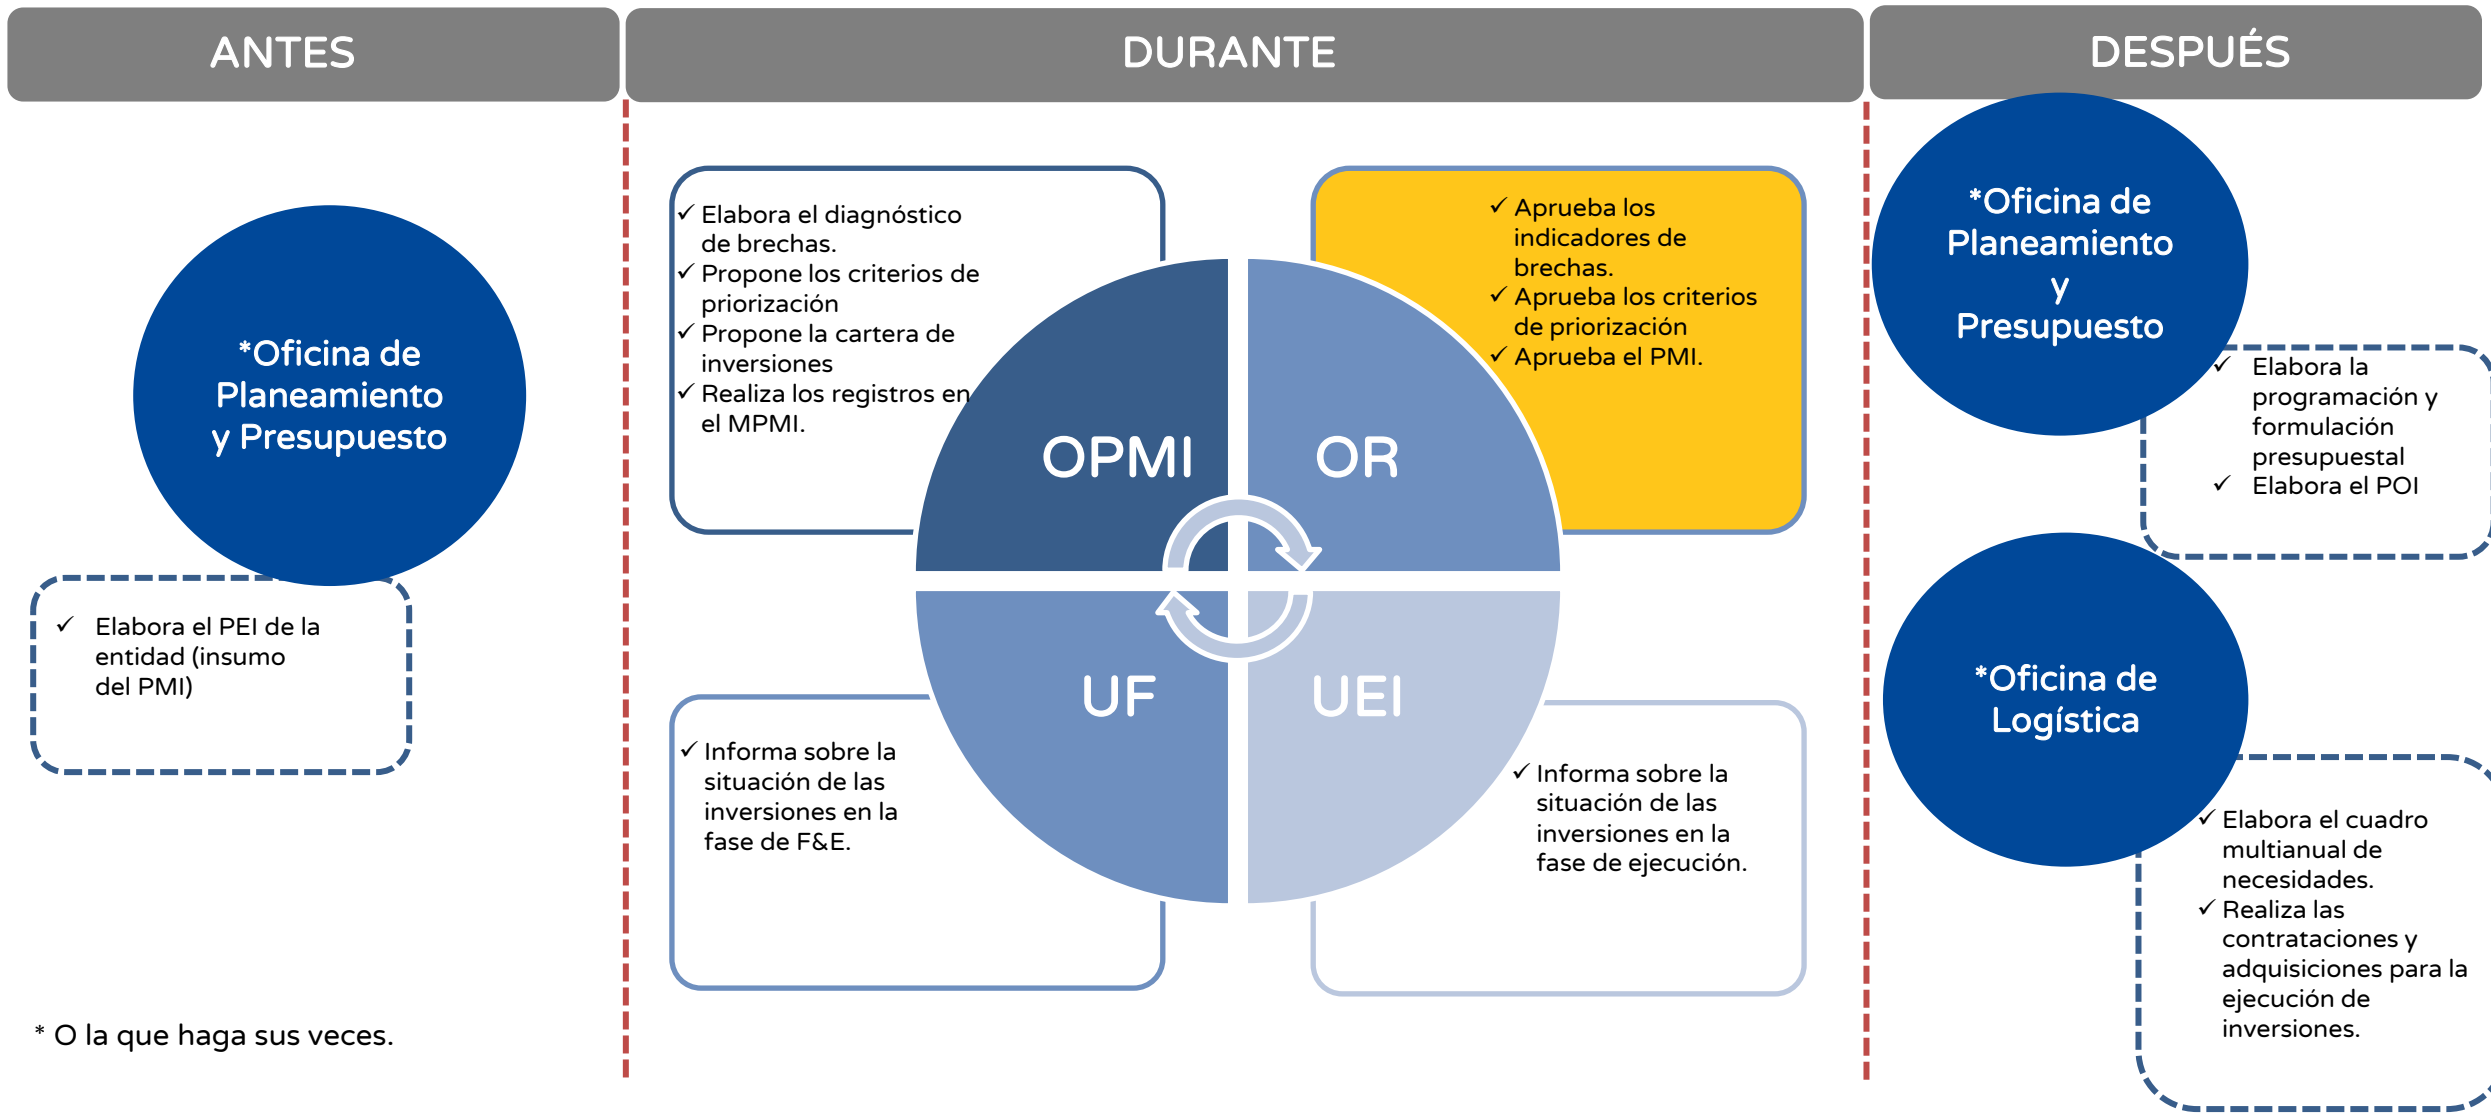 ANTES
DURANTE
DESPUÉS
*Oficina de
Planeamiento
y Presupuesto
✓ Elabora el PEI de la
entidad (insumo
del PMI)
* O la que haga sus veces.
✓ Elabora el diagnóstico
de brechas.
✓ Propone los criterios de
priorización
✓ Propone la cartera de
inversiones
✓ Realiza los registros en
el MPMI.
✓ Aprueba los
indicadores de
brechas.
✓ Aprueba los criterios
de priorización
✓ Aprueba el PMI.
OPMI
OR
UF
UEI
✓ Informa sobre la
situación de las
inversiones en la
fase de F&E.
✓ Informa sobre la
situación de las
inversiones en la
fase de ejecución.
*Oficina de
Planeamiento
y
Presupuesto
✓ Elabora la
programación y
formulación
presupuestal
✓ Elabora el POI
*Oficina de
Logística
✓ Elabora el cuadro
multianual de
necesidades.
✓ Realiza las
contrataciones y
adquisiciones para la
ejecución de
inversiones.